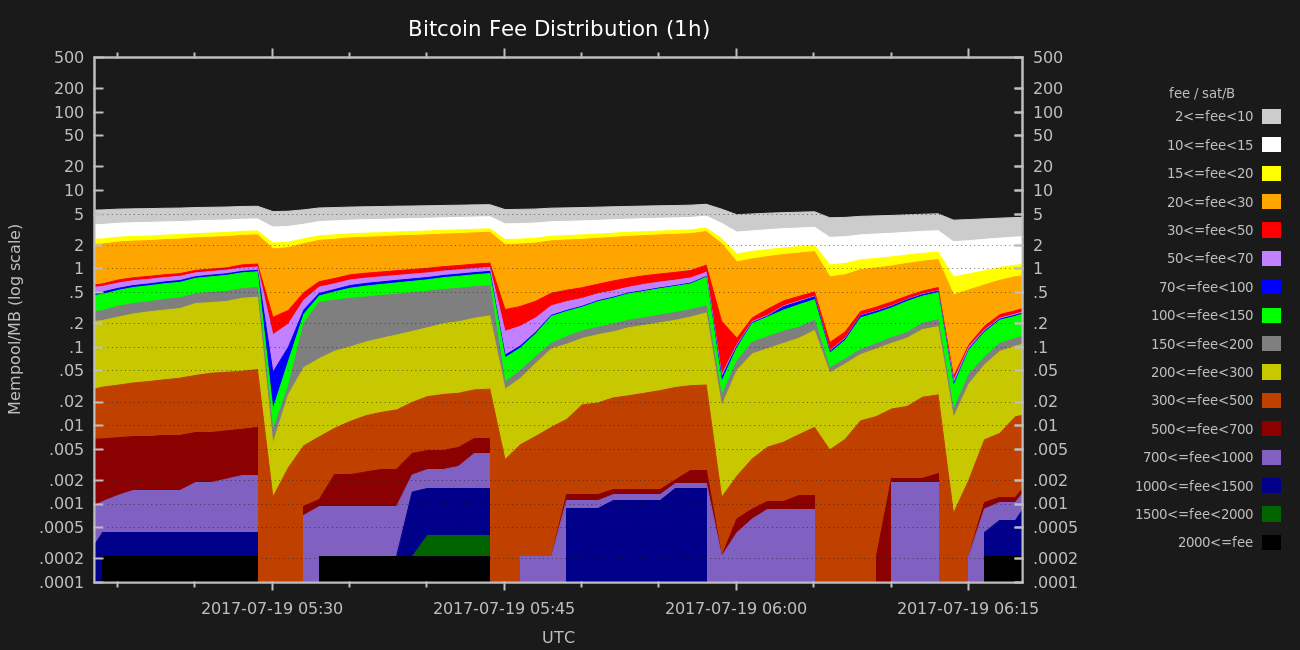 Bitcoin Fee Distribution (1h)
Mempool/MB (log scale)
500
200
100
50
20
10
5
2
1
.5
.2
.1
.05
.02
.01
.005
.002
.001
.0005
.0002
.0001
500
200
100
50
20
10
5
2
1
.5
.2
.1
.05
.02
.01
.005
.002
.001
.0005
.0002
.0001
fee / sat/B
2<=fee<10
10<=fee<15
15<=fee<20
20<=fee<30
30<=fee<50
50<=fee<70
70<=fee<100
100<=fee<150
150<=fee<200
200<=fee<300
300<=fee<500
500<=fee<700
700<=fee<1000
1000<=fee<1500
1500<=fee<2000
2000<=fee
2017-07-19 05:30
2017-07-19 05:45
2017-07-19 06:00
2017-07-19 06:15
UTC